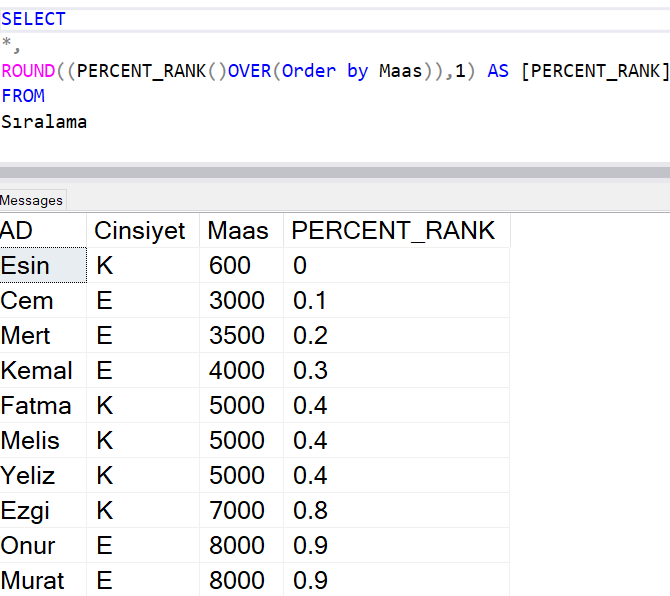 SELECT
*,
ROUND((PERCENT_RANK()OVER(Order by Maas)),1) AS [PERCENT_RANK]
FROM
Sıralama
Messages
AD Cinsiyet Maas PERCENT_RANK
Esin K 600 0
Cem E 3000 0.1
Mert E 3500 0.2
Kemal E 4000 0.3
Fatma K 5000 0.4
Melis K 5000 0.4
Yeliz K 5000 0.4
Ezgi K 7000 0.8
Onur E 8000 0.9
Murat E 8000 0.9